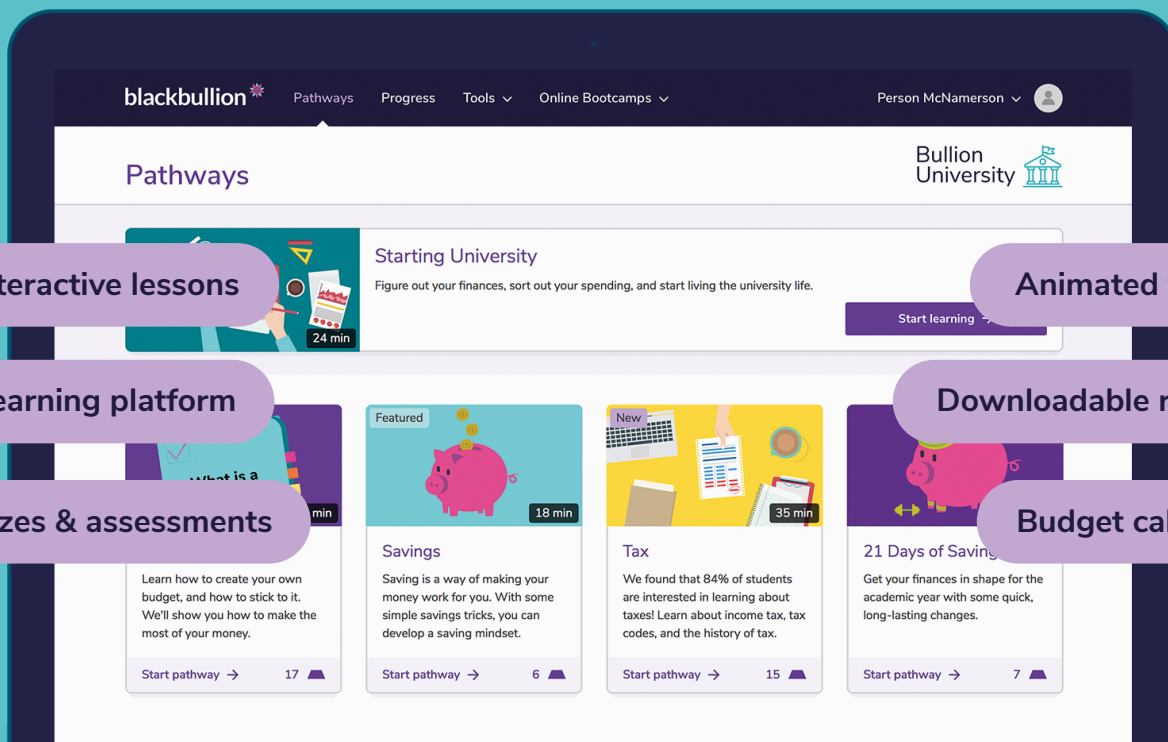 blackbullion
Pathways
Progress
Tools
Online Bootcamps
Person McNamerson
Pathways
Bullion
University
Starting University
Figure out your finances, sort out your spending, and start living the university life.
Start learning
24 min
teractive lessons
Animated
earning platform
Downloadable r
zes & assessments
Budget cal
What is a
min
Learn how to create your own
budget, and how to stick to it.
We'll show you how to make the
most of your money.
Start pathway → 17
Featured
18 min
Savings
Saving is a way of making your
money work for you. With some
simple savings tricks, you can
develop a saving mindset.
Start pathway → 6
New
35 min
Tax
We found that 84% of students
are interested in learning about
taxes! Learn about income tax, tax
codes, and the history of tax.
Start pathway → 15
21 Days of Saving
Get your finances in shape for the
academic year with some quick,
long-lasting changes.
Start pathway → 7